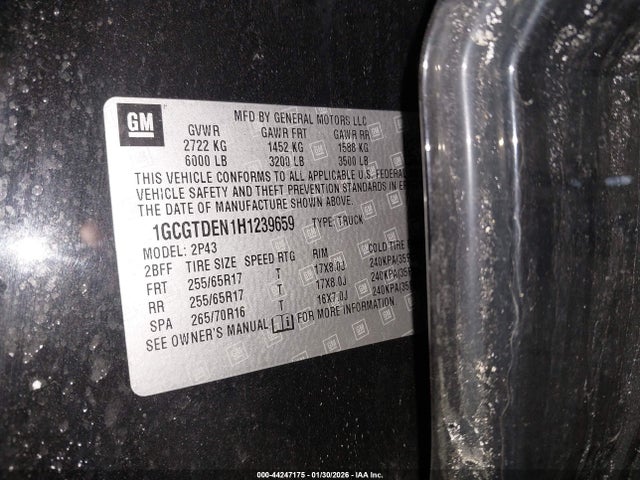 GM
MFD BY GENERAL MOTORS LLC
GVWR GAWR FRT GAWR RR
2722 KG 1452 KG 1588 KG
6000 LB 3200 LB 3500 LB
THIS VEHICLE CONFORMS TO ALL APPLICABLE U.S. FEDERAL
VEHICLE SAFETY AND THEFT PREVENTION STANDARDS IN
THE DATE OF MANUFACTURE SHOWN ABOVE.
1GCGTDEN1H1239659 TYPE: TRUCK
MODEL: 2P43
2BFF TIRE SIZE SPEED RTG RIM COLD TIRE
FRT 255/65R17 T 17X8.0J 240KPA(35P
RR 255/65R17 T 17X8.0J 240KPA(35P
SPA 265/70R16 T 16X7.0J 240KPA(35P
SEE OWNER'S MANUAL FOR MORE INFORMATION
000-44247175 - 01/30/2026 - IAA Inc.